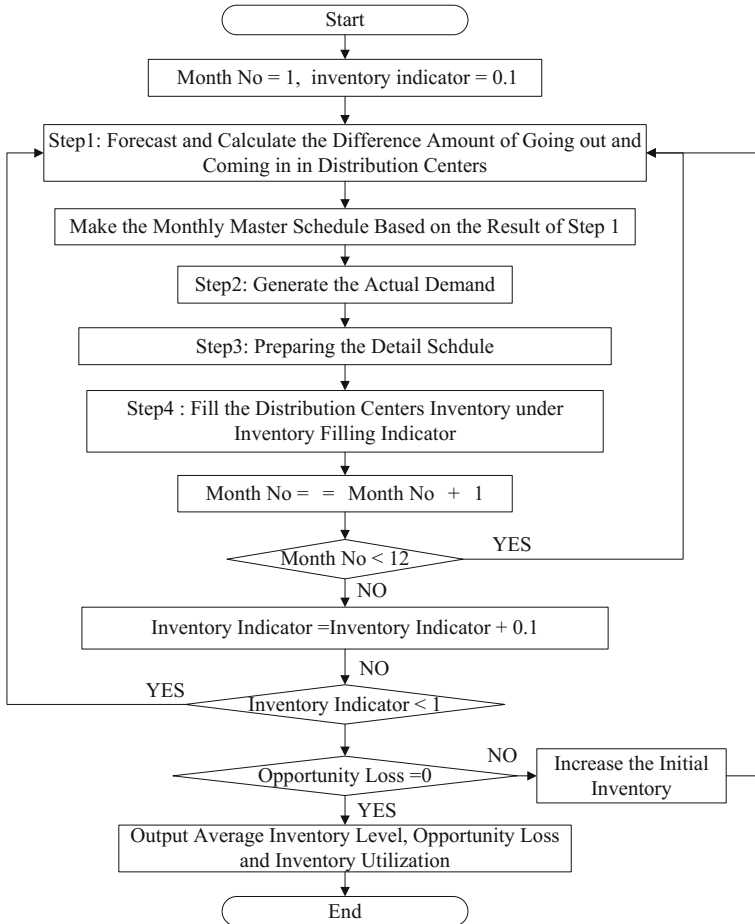 Start
Month No = 1, inventory indicator = 0.1
Step1: Forecast and Calculate the Difference Amount of Going out and
Coming in in Distribution Centers
Make the Monthly Master Schedule Based on the Result of Step 1
Step2: Generate the Actual Demand
Step3: Preparing the Detail Schdule
Step4 : Fill the Distribution Centers Inventory under
Inventory Filling Indicator
Month No = = Month No + 1
Month No < 12
YES
NO
Inventory Indicator =Inventory Indicator + 0.1
NO
YES
Inventory Indicator < 1
Opportunity Loss =0
NO
Increase the Initial
Inventory
YES
Output Average Inventory Level, Opportunity Loss
and Inventory Utilization
End